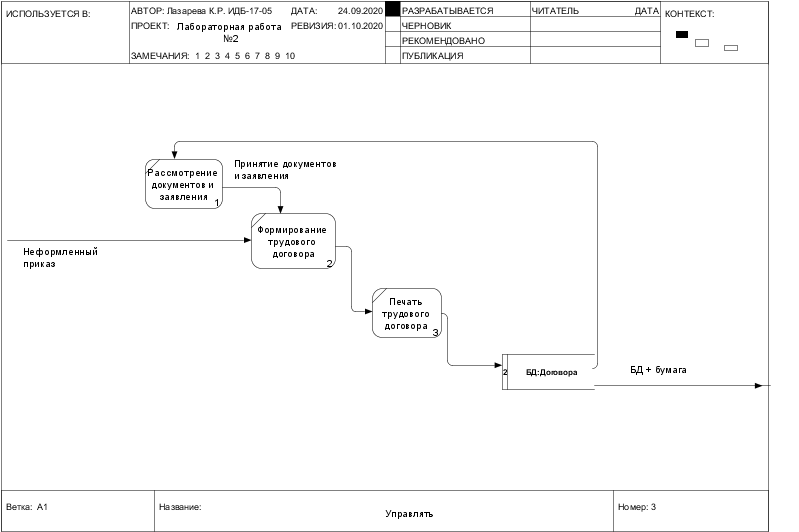 ИСПОЛЬЗУЕТСЯ В:
АВТОР: Лазарева К.Р. ИДБ-17-05
ДАТА: 24.09.2020
РАЗРАБАТЫВАЕТСЯ
ЧИТАТЕЛЬ
ДАТА
КОНТЕКСТ:
ПРОЕКТ: Лабораторная работа
№2
РЕВИЗИЯ: 01.10.2020
ЧЕРНОВИК
РЕКОМЕНДОВАНО
ЗАМЕЧАНИЯ: 1 2 3 4 5 6 7 8 9 10
ПУБЛИКАЦИЯ
Рассмотрение
документов и
заявления
1
Принятие документов
и заявления
Формирование
трудового
договора
2
Неформленный
приказ
Печать
трудового
договора
3
2
БД:Договора
БД + бумага
Ветка: A1
Название:
Управлять
Номер: 3